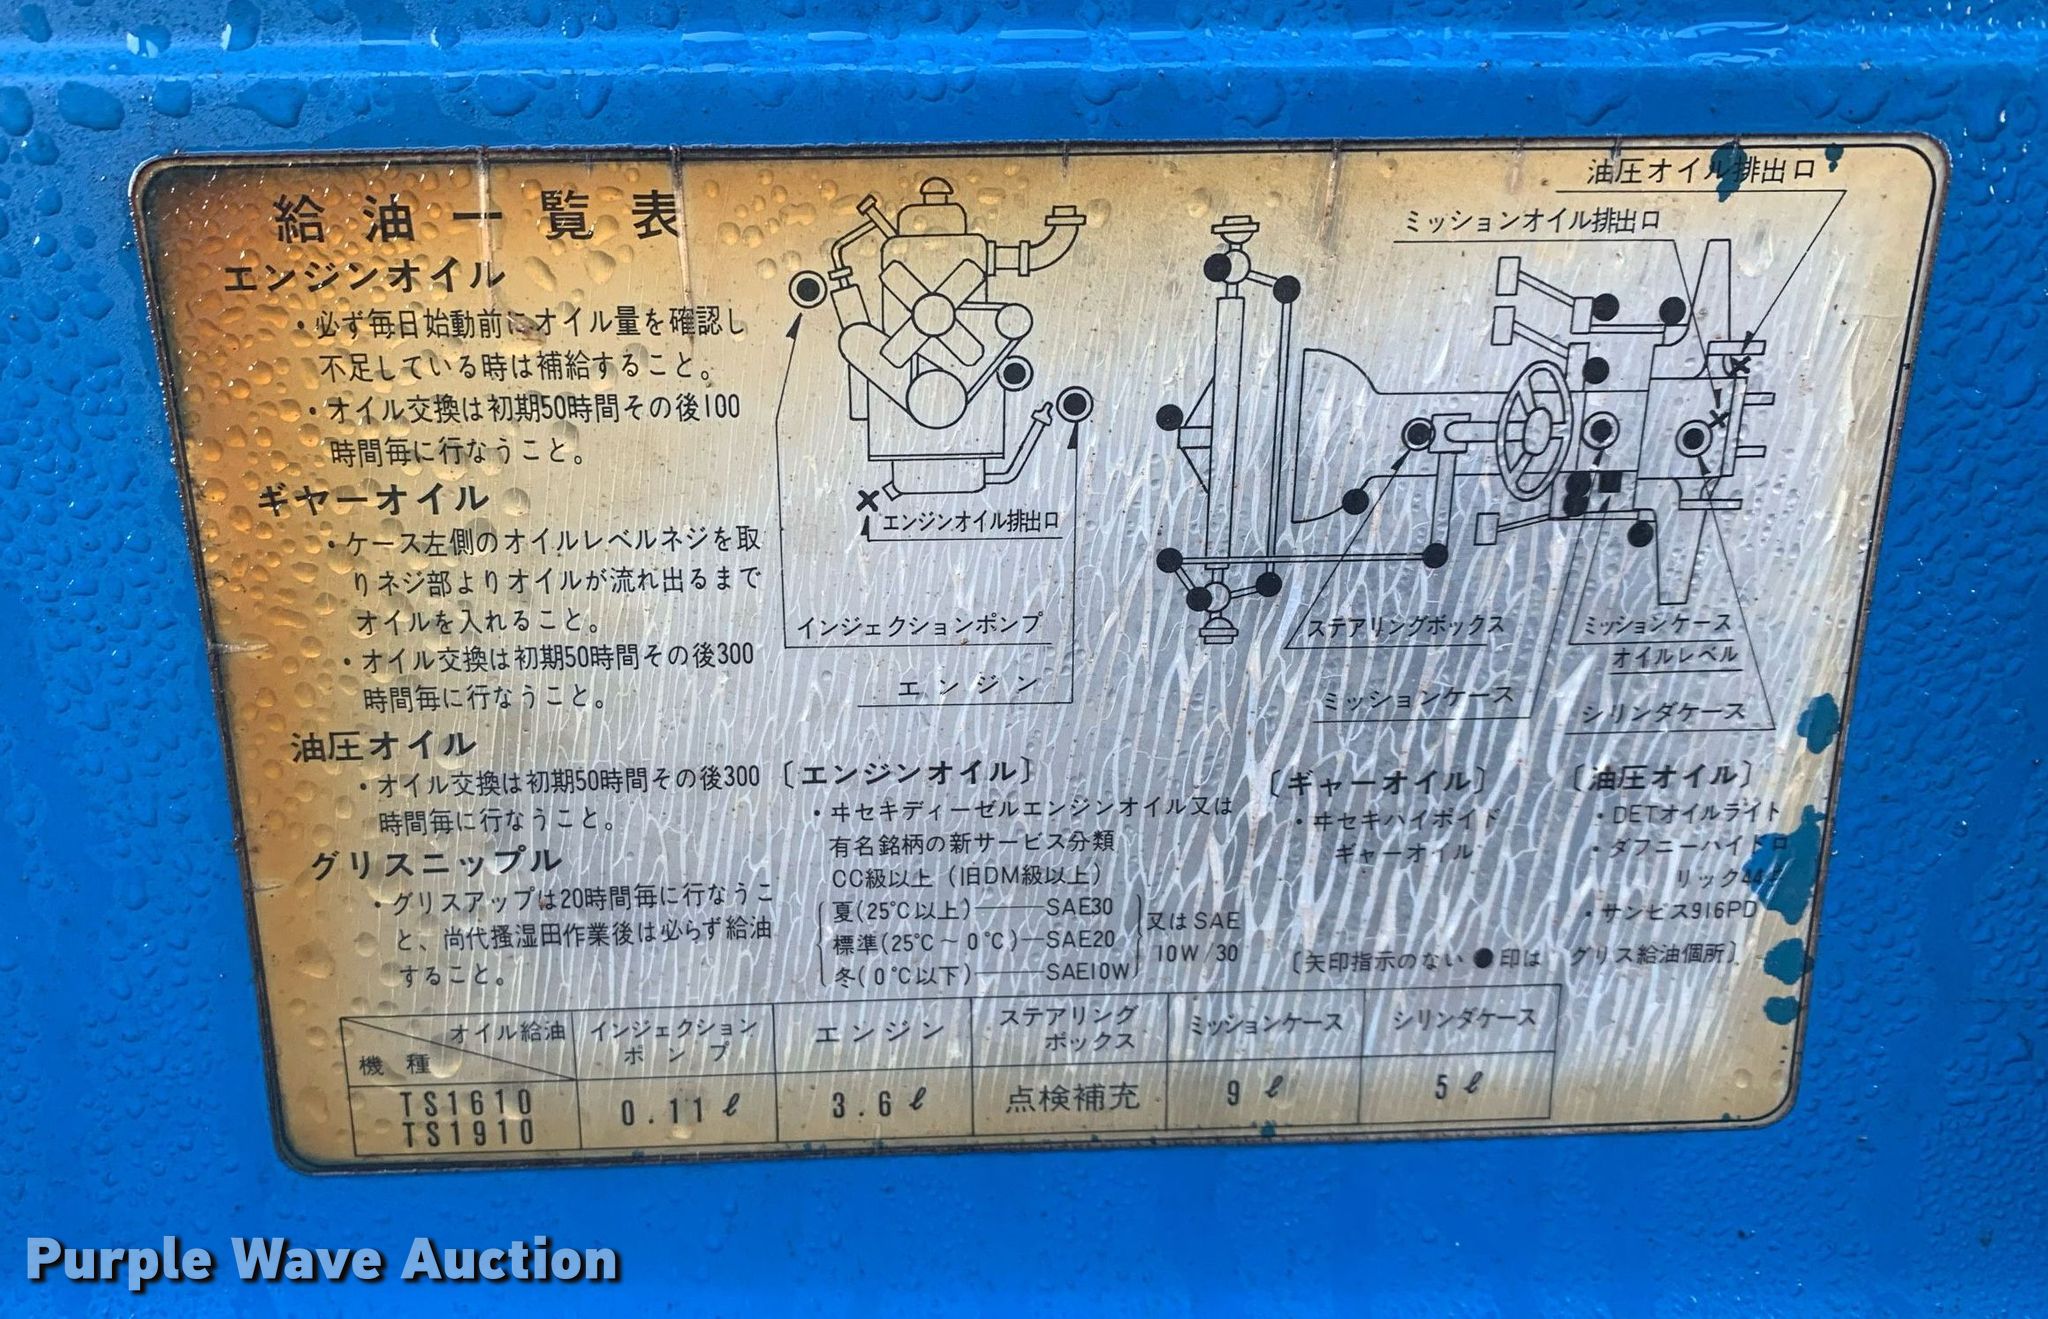 給油一覧表
エンジンオイル
・必ず毎日始動前にオイル量を確認し
不足している時は補給すること。
・オイル交換は初期50時間その後100
時間毎に行なうこと。
ギヤーオイル
・ケース左側のオイルレベルネジを取
りネジ部よりオイルが流れ出るまで
オイルを入れること。
・オイル交換は初期50時間その後300
時間毎に行なうこと。
油圧オイル
・オイル交換は初期50時間その後300
時間毎に行なうこと。
グリスニップル
・グリスアップは20時間毎に行なうこ
と、尚代搔湿田作業後は必らず給油
すること。
エンジンオイル排出口
インジェクションポンプ
エンジン
油圧オイル排出口
ミッションオイル排出口
ステアリングボックス
ミッションケース
オイルレベル
ミッションケース
シリンダケース
〔エンジンオイル〕
・ヰセキディーゼルエンジンオイル又は
有名銘柄の新サービス分類
CC級以上(旧DM級以上)
夏(25℃以上)――SAE30
標準(25℃～0℃)―SAE20
冬(0℃以下)――SAE10W
又はSAE
10W/30
〔ギヤーオイル〕
・ヰセキハイポイド
ギャーオイル
〔油圧オイル〕
・DETオイルライト
・ダフニーハイドロ
リック
・サンビス916PD
〔矢印指示のない●印は グリス給油個所〕
オイル給油
機種
インジェクションポンプ
エンジン
ステアリングボックス
ミッションケース
シリンダケース
TS1610
TS1910
0.11ℓ
3.6ℓ
点検補充
9ℓ
5ℓ
Purple Wave Auction